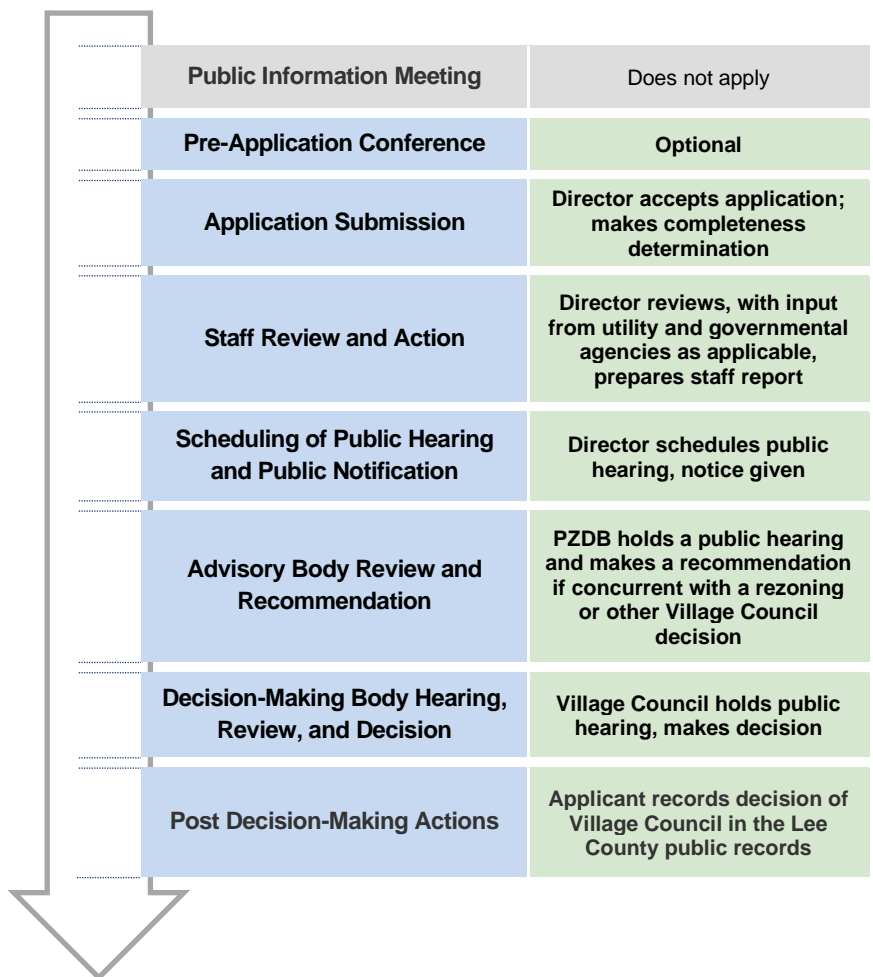 Public Information Meeting
Does not apply
Pre-Application Conference
Optional
Application Submission
Director accepts application;
makes completeness
determination
Staff Review and Action
Director reviews, with input
from utility and governmental
agencies as applicable,
prepares staff report
Scheduling of Public Hearing
and Public Notification
Director schedules public
hearing, notice given
Advisory Body Review and
Recommendation
PZDB holds a public hearing
and makes a recommendation
if concurrent with a rezoning
or other Village Council
decision
Decision-Making Body Hearing,
Review, and Decision
Village Council holds public
hearing, makes decision
Post Decision-Making Actions
Applicant records decision of
Village Council in the Lee
County public records